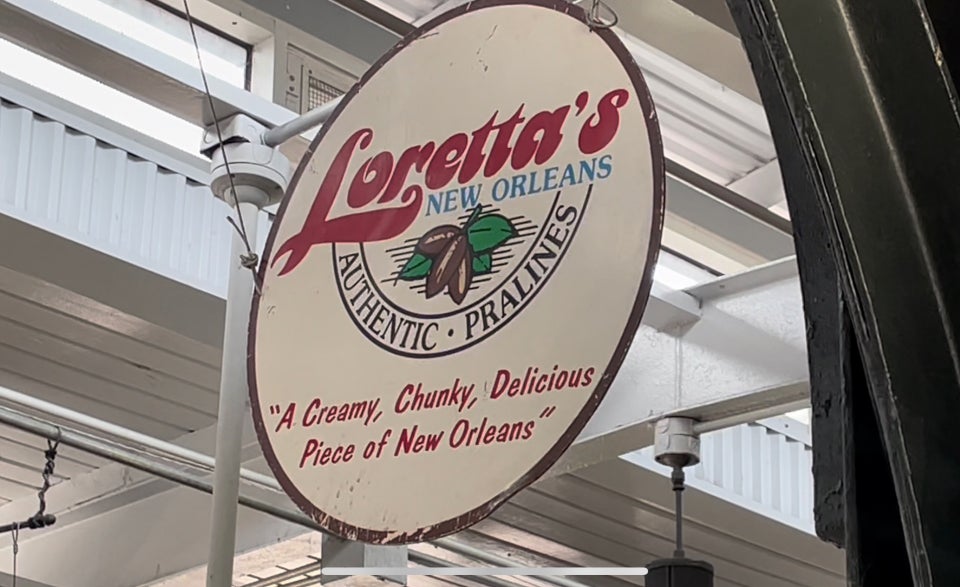 Loretta's
NEW ORLEANS
AUTHENTIC • PRALINES
"A Creamy, Chunky, Delicious
Piece of New Orleans"